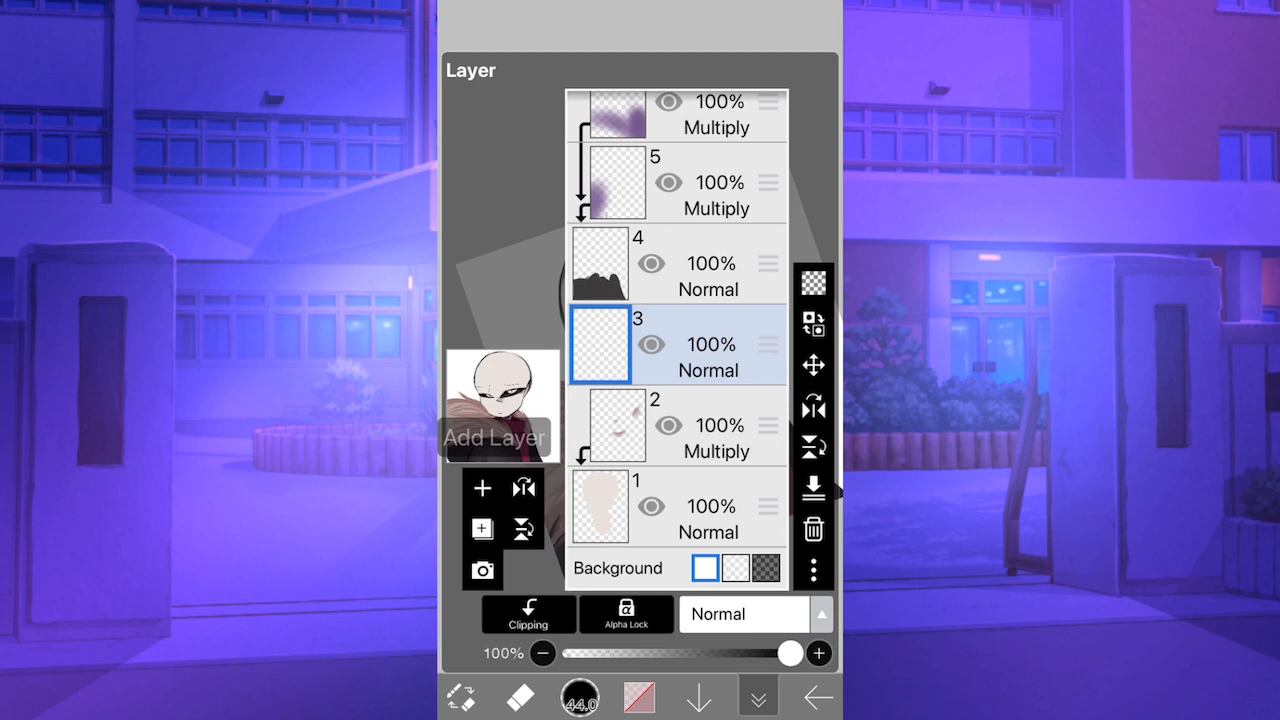 Layer
100%
Multiply
5
100%
Multiply
4
100%
Normal
3
100%
Normal
Add Layer
2
100%
Multiply
1
100%
Normal
Background
Clipping
α
Alpha Lock
Normal
100%
44.0